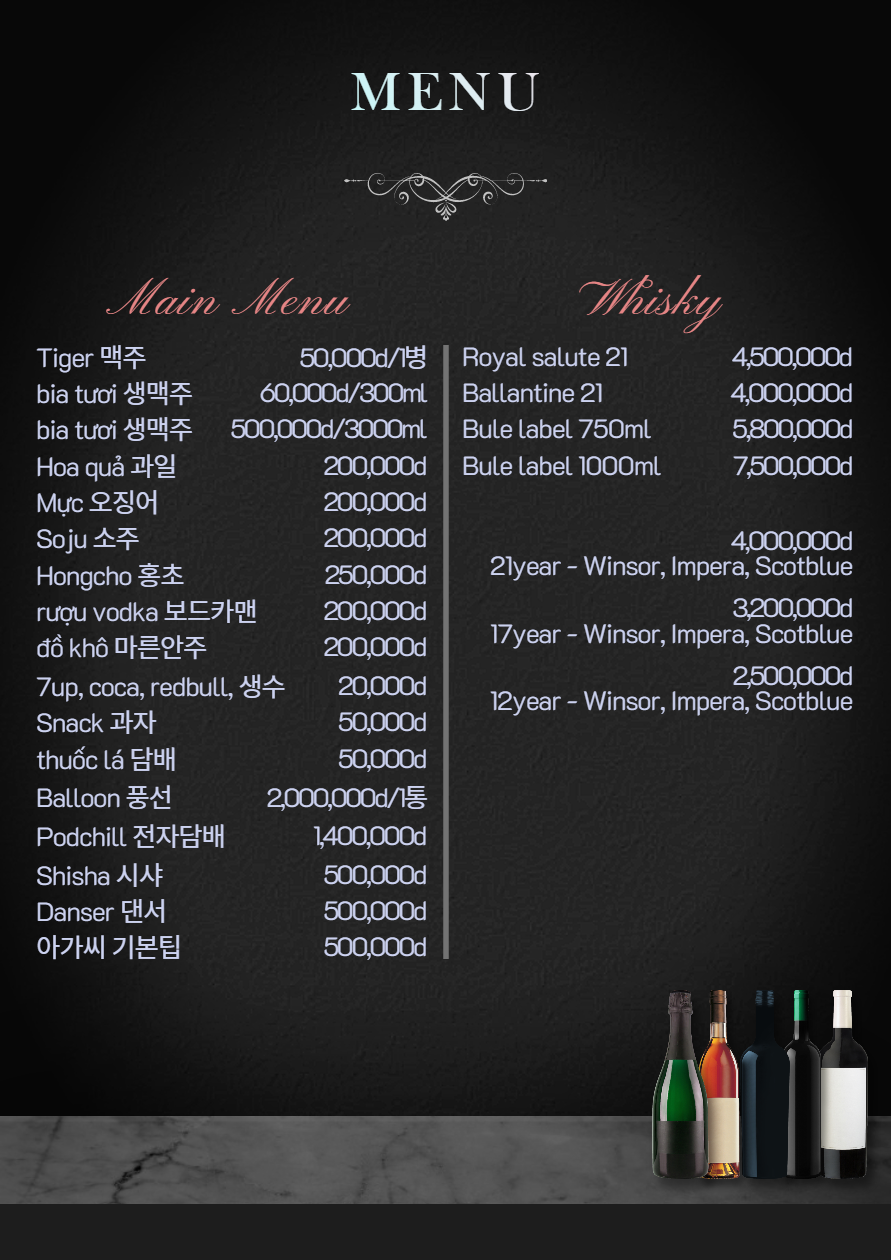 MENU
Main Menu
Tiger 맥주 50,000d/1병
bia tươi 생맥주 60,000d/300ml
bia tươi 생맥주 500,000d/3000ml
Hoa quả 과일 200,000d
Mực 오징어 200,000d
Soju 소주 200,000d
Hongcho 홍초 250,000d
rượu vodka 보드카맨 200,000d
đồ khô 마른안주 200,000d
7up, coca, redbull, 생수 20,000d
Snack 과자 50,000d
thuốc lá 담배 50,000d
Balloon 풍선 2,000,000d/1통
Podchill 전자담배 1,400,000d
Shisha 시샤 500,000d
Danser 댄서 500,000d
아가씨 기본팁 500,000d
Whisky
Royal salute 21 4,500,000d
Ballantine 21 4,000,000d
Bule label 750ml 5,800,000d
Bule label 1000ml 7,500,000d
4,000,000d
21year - Winsor, Impera, Scotblue
3,200,000d
17year - Winsor, Impera, Scotblue
2,500,000d
12year - Winsor, Impera, Scotblue